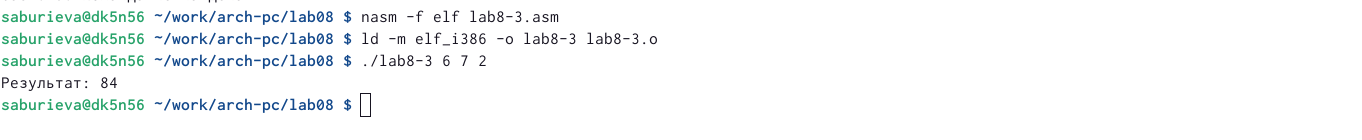 saburieva@dk5n56 ~/work/arch-pc/lab08 $ nasm -f elf lab8-3.asm
saburieva@dk5n56 ~/work/arch-pc/lab08 $ ld -m elf_i386 -o lab8-3 lab8-3.o
saburieva@dk5n56 ~/work/arch-pc/lab08 $ ./lab8-3 6 7 2
Результат: 84
saburieva@dk5n56 ~/work/arch-pc/lab08 $